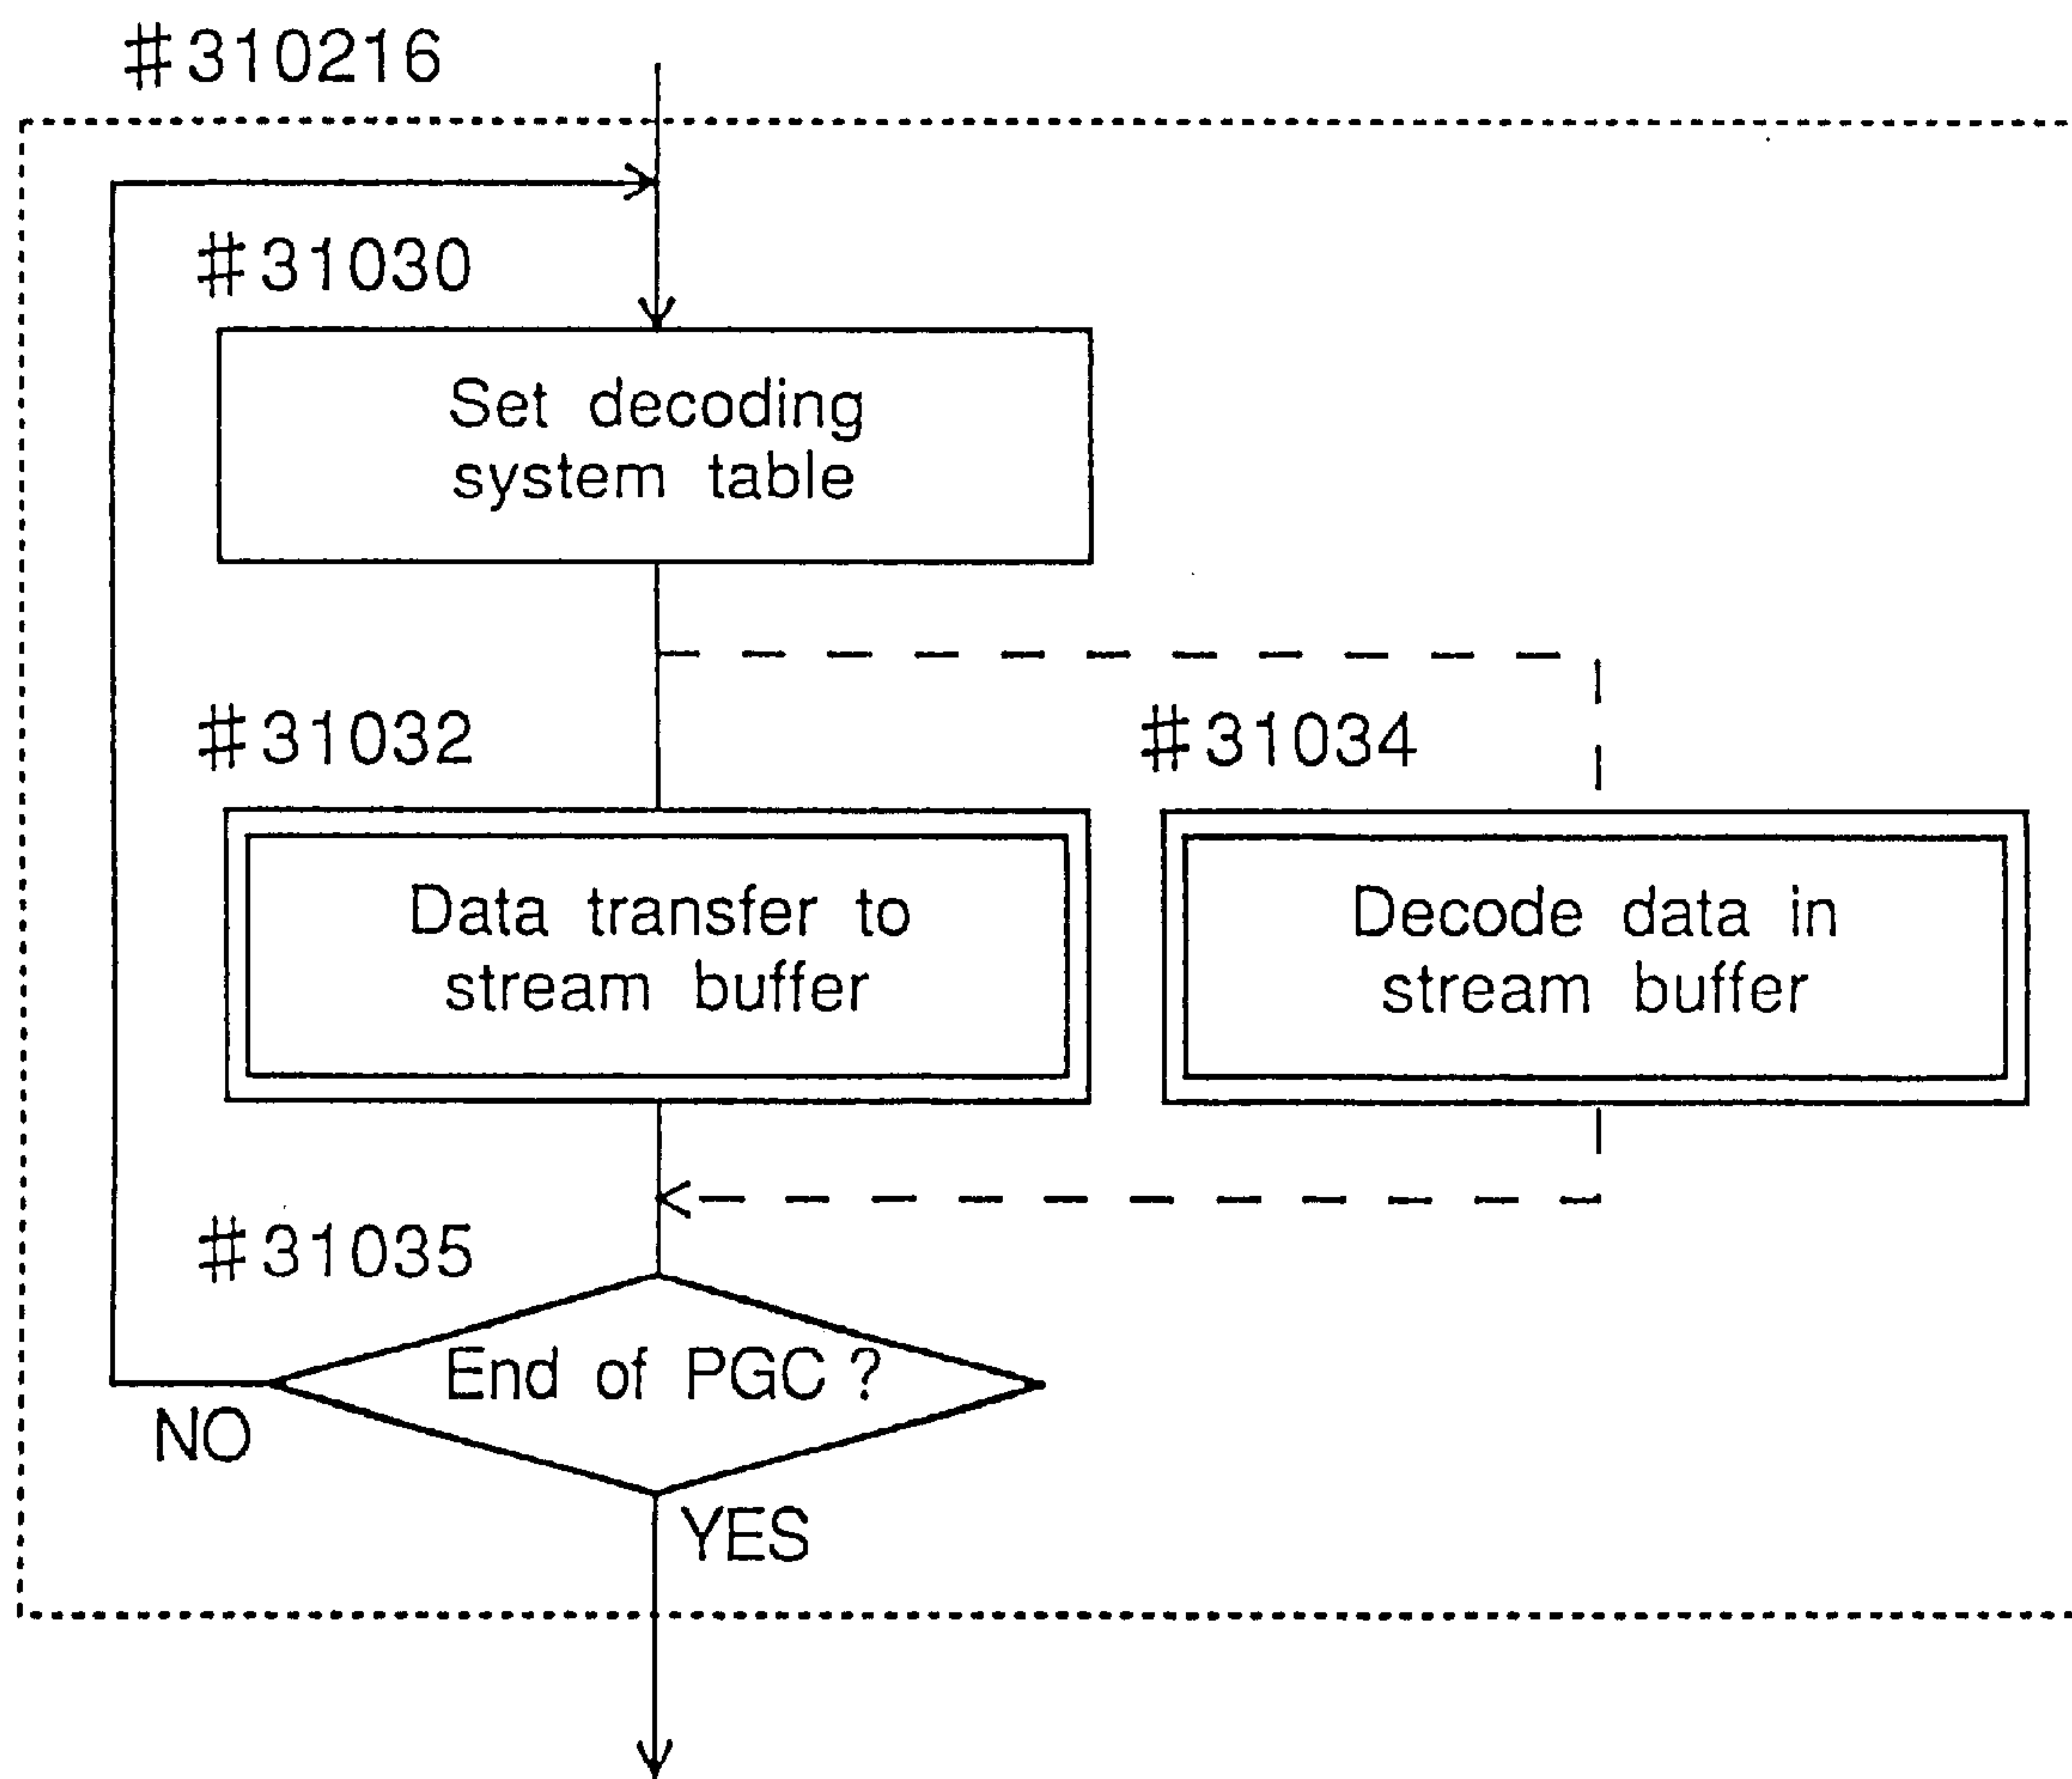 #310216
#31030
Set decoding
system table
#31032
#31034
Data transfer to
stream buffer
Decode data in
stream buffer
#31035
End of PGC ?
NO
YES